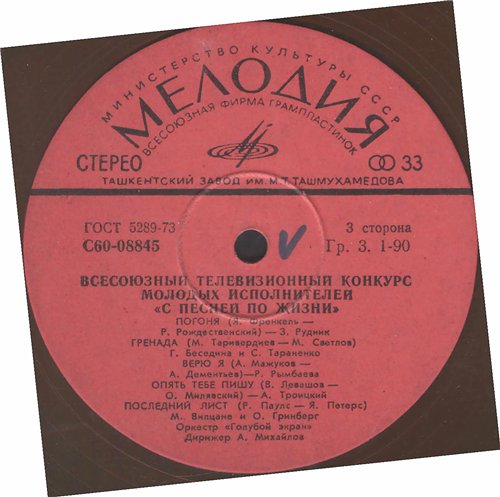 МИНИСТЕРСТВО КУЛЬТУРЫ СССР
МЕЛОДИЯ
ВСЕСОЮЗНАЯ ФИРМА ГРАМПЛАСТИНОК
СТЕРЕО 33
ТАШКЕНТСКИЙ ЗАВОД ИМ. М.Т. ТАШМУХАМЕДОВА
ГОСТ 5289-73 3 сторона
С60-08845 Гр. 3. 1-90
ВСЕСОЮЗНЫЙ ТЕЛЕВИЗИОННЫЙ КОНКУРС
МОЛОДЫХ ИСПОЛНИТЕЛЕЙ
«С ПЕСНЕЙ ПО ЖИЗНИ»
ПОГОНЯ (Я. Френкель —
Р. Рождественский) — З. Рудник
ГРЕНАДА (М. Таривердиев — М. Светлов)
Г. Беседина и С. Тараненко
ВЕРЮ Я (А. Мажуков —
А. Дементьев) — Р. Рымбаева
ОПЯТЬ ТЕБЕ ПИШУ (В. Левашов —
О. Милявский) — А. Троицкий
ПОСЛЕДНИЙ ЛИСТ (Р. Паулс — Я. Петерс)
М. Вилцане и О. Гринберг
Оркестр «Голубой экран»
Дирижер А. Михайлов